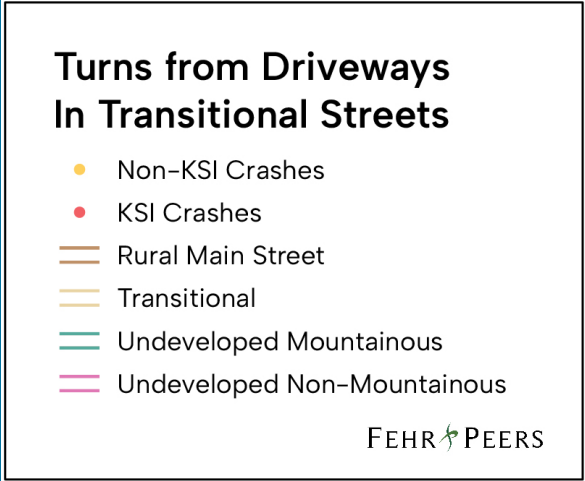 Turns from Driveways
In Transitional Streets
Non-KSI Crashes
KSI Crashes
Rural Main Street
Transitional
Undeveloped Mountainous
Undeveloped Non-Mountainous
FEHR PEERS